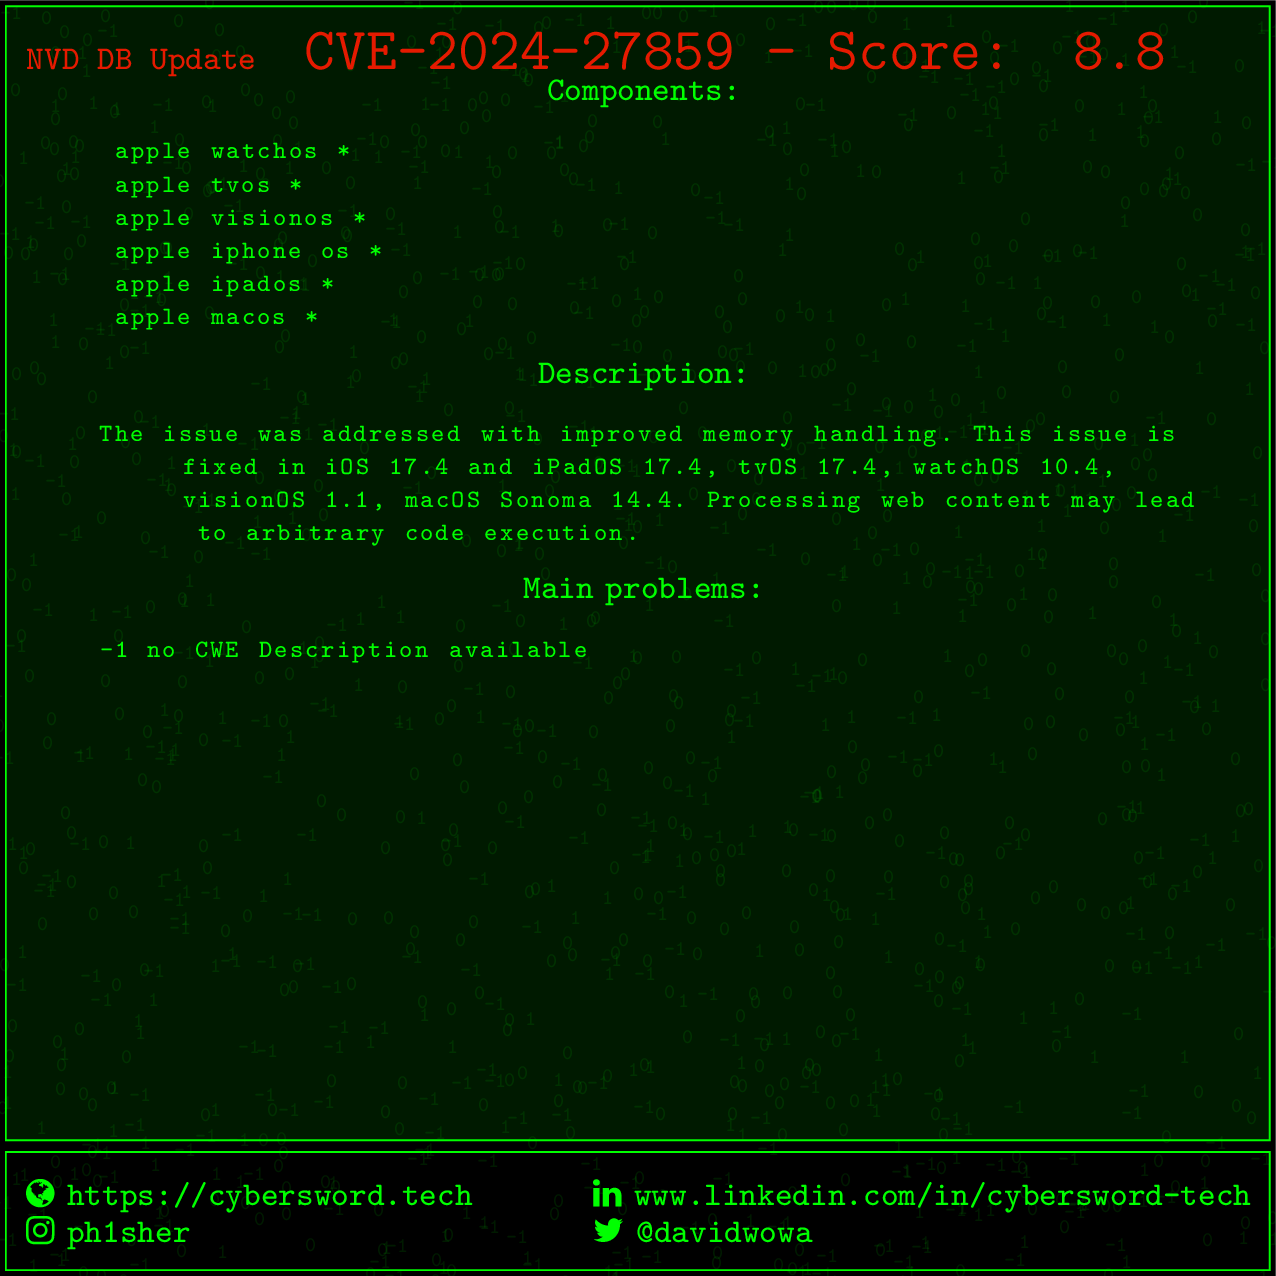 NVD DB Update CVE-2024-27859 - Score: 8.8
Components:
apple watchos *
apple tvos *
apple visionos *
apple iphone os *
apple ipados *
apple macos *
Description:
The issue was addressed with improved memory handling. This issue is
fixed in iOS 17.4 and iPadOS 17.4, tvOS 17.4, watchOS 10.4,
visionOS 1.1, macOS Sonoma 14.4. Processing web content may lead
to arbitrary code execution.
Main problems:
-1 no CWE Description available
https://cybersword.tech www.linkedin.com/in/cybersword-tech
ph1sher @davidwowa